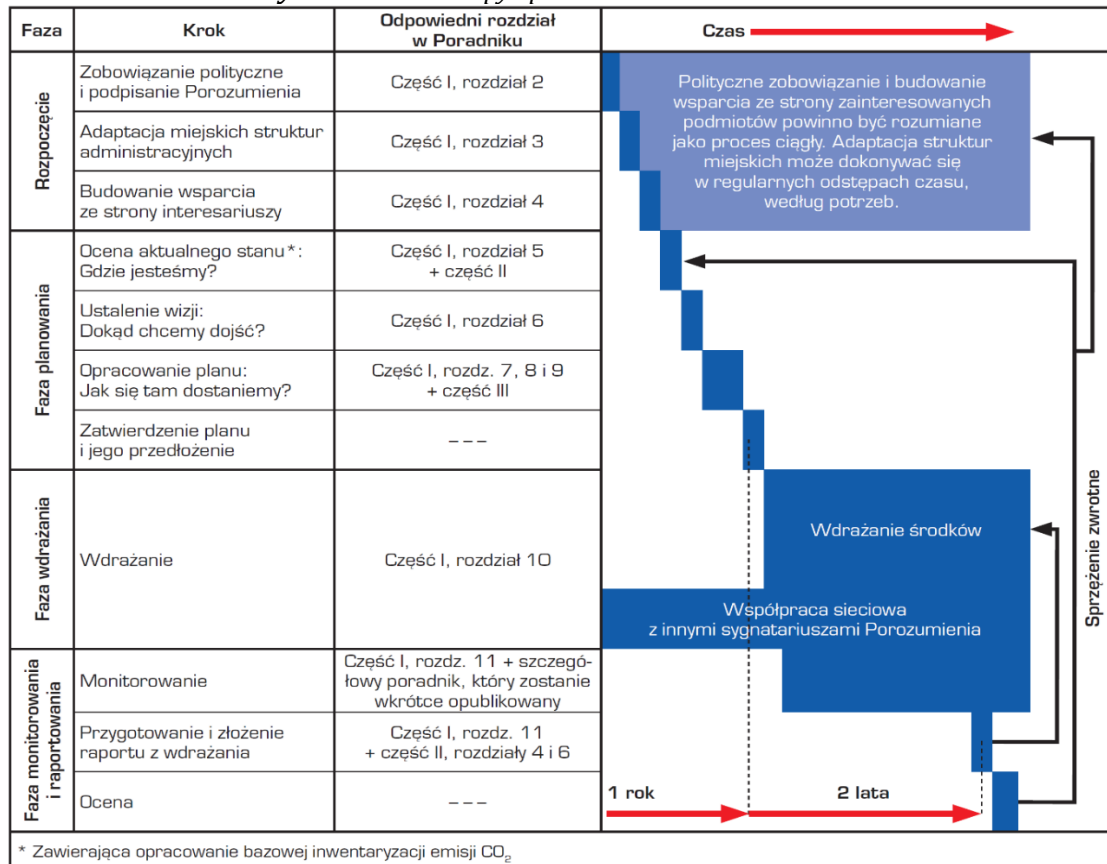 Faza
Krok
Odpowiedni rozdział
w Poradniku
Czas
Rozpoczęcie
Zobowiązanie polityczne
i podpisanie Porozumienia
Część I, rozdział 2
Adaptacja miejskich struktur
administracyjnych
Część I, rozdział 3
Budowanie wsparcia
ze strony interesariuszy
Część I, rozdział 4
Polityczne zobowiązanie i budowanie
wsparcia ze strony zainteresowanych
podmiotów powinno być rozumiane
jako proces ciągły. Adaptacja struktur
miejskich może dokonywać się
w regularnych odstępach czasu,
według potrzeb.
Faza planowania
Ocena aktualnego stanu*:
Gdzie jesteśmy?
Część I, rozdział 5
+ część II
Ustalenie wizji:
Dokąd chcemy dojść?
Część I, rozdział 6
Opracowanie planu:
Jak się tam dostaniemy?
Część I, rozdz. 7, 8 i 9
+ część III
Zatwierdzenie planu
i jego przedłożenie
– – –
Faza wdrażania
Wdrażanie
Część I, rozdział 10
Wdrażanie środków
Współpraca sieciowa
z innymi sygnatariuszami Porozumienia
Sprzężenie zwrotne
Faza monitorowania
i raportowania
Monitorowanie
Część I, rozdz. 11 + szczegó-
łowy poradnik, który zostanie
wkrótce opublikowany
Przygotowanie i złożenie
raportu z wdrażania
Część I, rozdz. 11
+ część II, rozdziały 4 i 6
Ocena
– – –
1 rok
2 lata
* Zawierająca opracowanie bazowej inwentaryzacji emisji CO₂